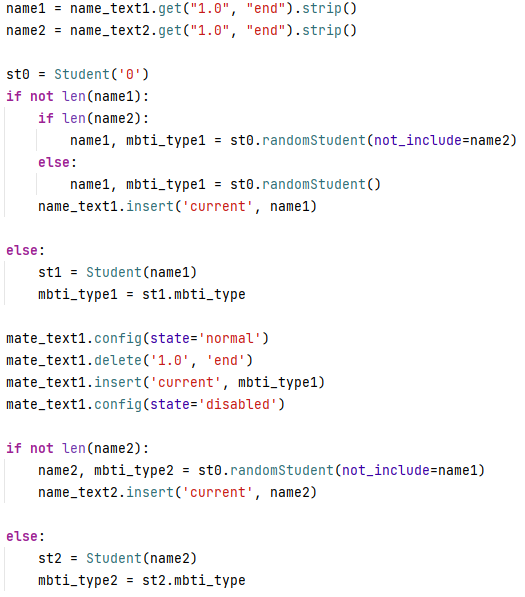 name1 = name_text1.get("1.0", "end").strip()
name2 = name_text2.get("1.0", "end").strip()

st0 = Student('0')
if not len(name1):
    if len(name2):
        name1, mbti_type1 = st0.randomStudent(not_include=name2)
    else:
        name1, mbti_type1 = st0.randomStudent()
    name_text1.insert('current', name1)

else:
    st1 = Student(name1)
    mbti_type1 = st1.mbti_type

mate_text1.config(state='normal')
mate_text1.delete('1.0', 'end')
mate_text1.insert('current', mbti_type1)
mate_text1.config(state='disabled')

if not len(name2):
    name2, mbti_type2 = st0.randomStudent(not_include=name1)
    name_text2.insert('current', name2)

else:
    st2 = Student(name2)
    mbti_type2 = st2.mbti_type